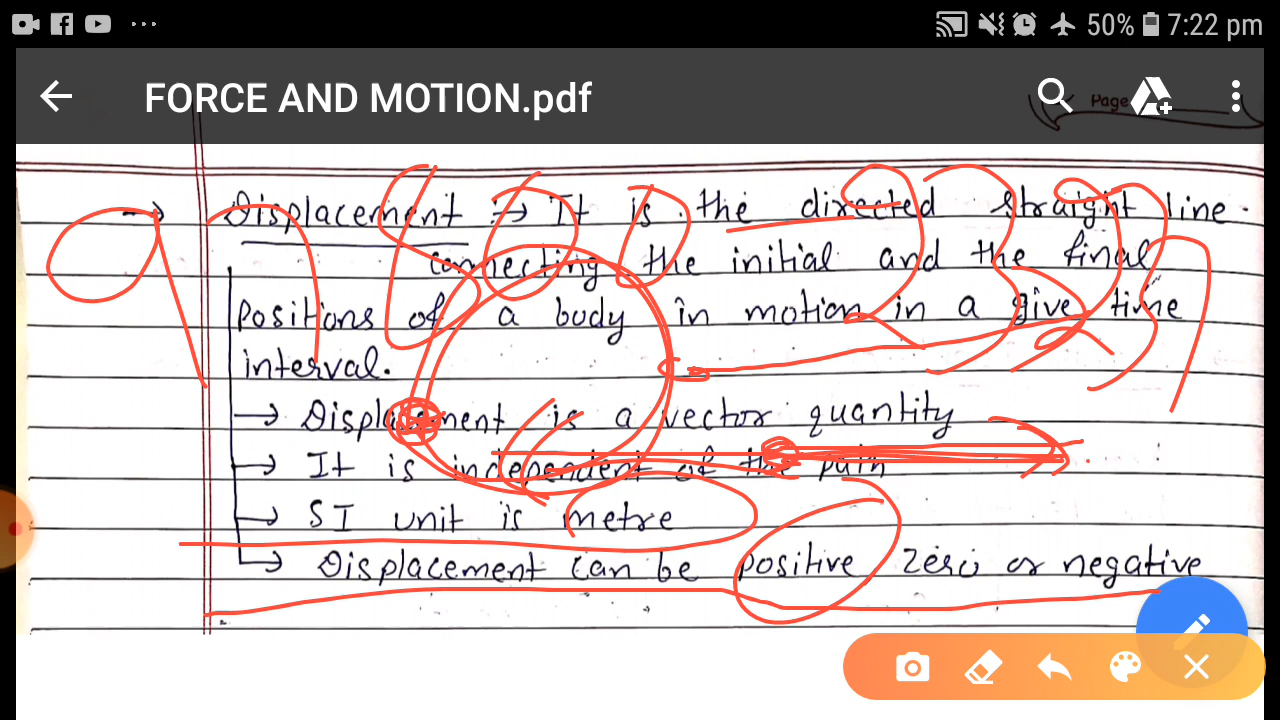 50% 7:22 pm
FORCE AND MOTION.pdf
Page
→ Displacement :→ It is the directed straight line.
connecting the initial and the final
Positions of a body in motion in a give time
interval.
→ Displacement is a vector quantity
→ It is independent of the path
→ SI unit is metre
→ Displacement can be positive zero or negative